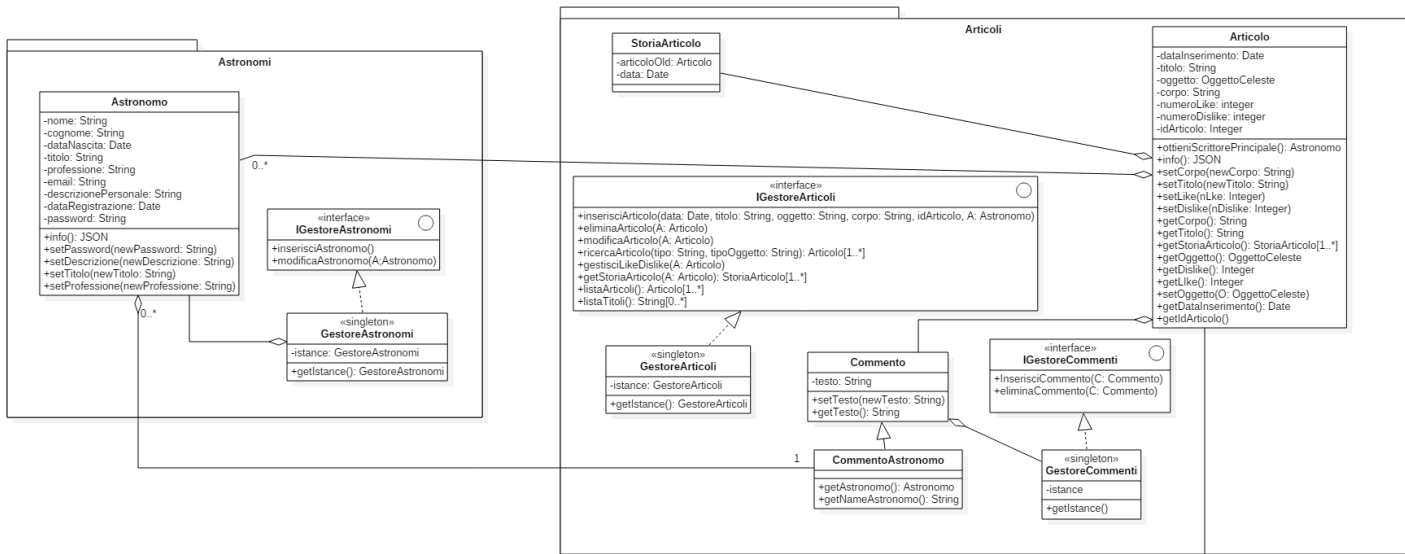 Astronomi
Astronomo
-nome: String
-cognome: String
-dataNascita: Date
-titolo: String
-professione: String
-email: String
-descrizionePersonale: String
-dataRegistrazione: Date
-password: String
+info(): JSON
+setPassword(newPassword: String)
+setDescrizione(newDescrizione: String)
+setTitolo(newTitolo: String)
+setProfessione(newProfessione: String)
0..*
0..*
«interface»
IGestoreAstronomi
+inserisciAstronomo()
+modificaAstronomo(A;Astronomo)
«singleton»
GestoreAstronomi
-istance: GestoreAstronomi
+getIstance(): GestoreAstronomi
Articoli
StoriaArticolo
-articoloOld: Articolo
-data: Date
Articolo
-dataInserimento: Date
-titolo: String
-oggetto: OggettoCeleste
-corpo: String
-numeroLike: integer
-numeroDislike: integer
-idArticolo: Integer
+ottieniScrittorePrincipale(): Astronomo
+info(): JSON
+setCorpo(newCorpo: String)
+setTitolo(newTitolo: String)
+setLike(nLke: Integer)
+setDislike(nDislike: Integer)
+getCorpo(): String
+getTitolo(): String
+getStoriaArticolo(): StoriaArticolo[1..*]
+getOggetto(): OggettoCeleste
+getDislike(): Integer
+getLIke(): Integer
+setOggetto(O: OggettoCeleste)
+getDataInserimento(): Date
+getIdArticolo()
«interface»
IGestoreArticoli
+inserisciArticolo(data: Date, titolo: String, oggetto: String, corpo: String, idArticolo, A: Astronomo)
+eliminaArticolo(A: Articolo)
+modificaArticolo(A: Articolo)
+ricercaArticolo(tipo: String, tipoOggetto: String): Articolo[1..*]
+gestisciLikeDislike(A: Articolo)
+getStoriaArticolo(A: Articolo): StoriaArticolo[1..*]
+listaArticoli(): Articolo[1..*]
+listaTitoli(): String[0..*]
«singleton»
GestoreArticoli
-istance: GestoreArticoli
+getIstance(): GestoreArticoli
Commento
-testo: String
+setTesto(newTesto: String)
+getTesto(): String
«interface»
IGestoreCommenti
+InserisciCommento(C: Commento)
+eliminaCommento(C: Commento)
1
CommentoAstronomo
+getAstronomo(): Astronomo
+getNameAstronomo(): String
«singleton»
GestoreCommenti
-istance
+getIstance()